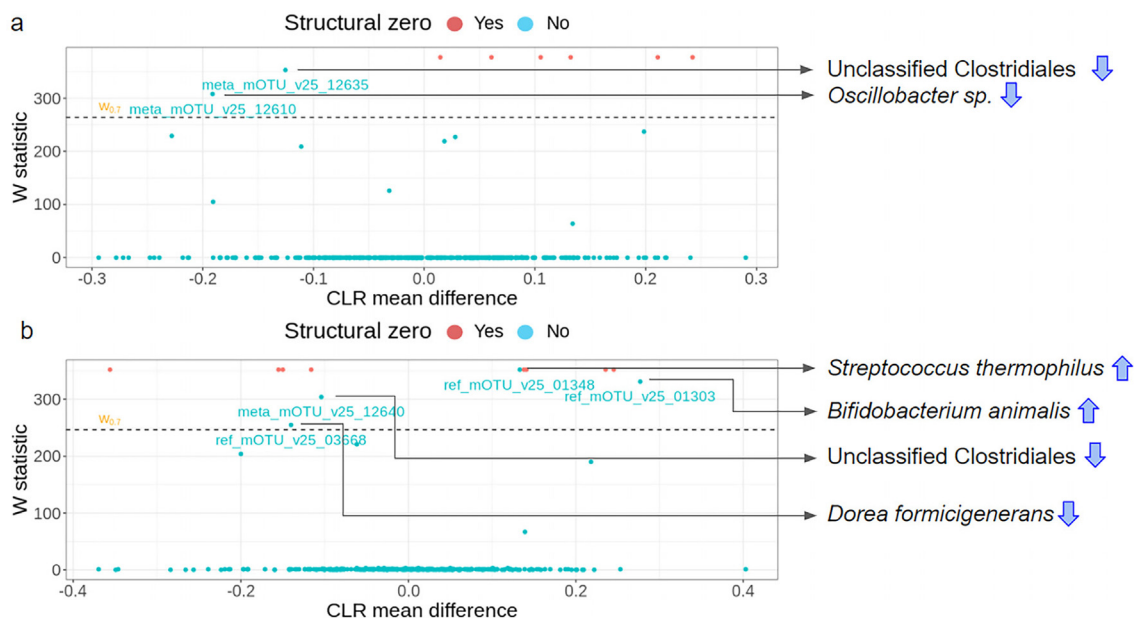 a
Structural zero Yes No
W statistic
300
200
100
0
W0.7
meta_mOTU_v25_12635
meta_mOTU_v25_12610
Unclassified Clostridiales
Oscillobacter sp.
-0.3 -0.2 -0.1 0.0 0.1 0.2 0.3
CLR mean difference
b
Structural zero Yes No
W statistic
300
200
100
0
W0.7
ref_mOTU_v25_01348
ref_mOTU_v25_01303
meta_mOTU_v25_12640
ref_mOTU_v25_03668
Streptococcus thermophilus
Bifidobacterium animalis
Unclassified Clostridiales
Dorea formicigenerans
-0.4 -0.2 0.0 0.2 0.4
CLR mean difference